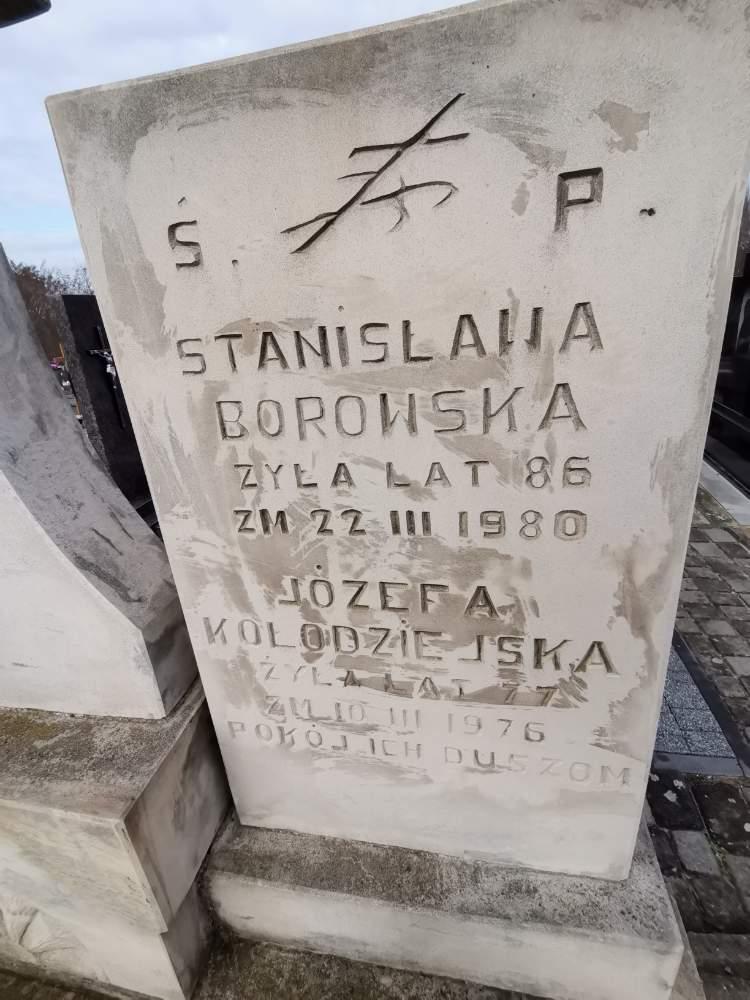 Ś. P.
STANISŁAWA
BOROWSKA
ŻYŁA LAT 86
ZM 22 III 1980
JÓZEFA
KOŁODZIEJSKA
ŻYŁA LAT 77
ZM 10 III 1976
POKÓJ ICH DUSZOM